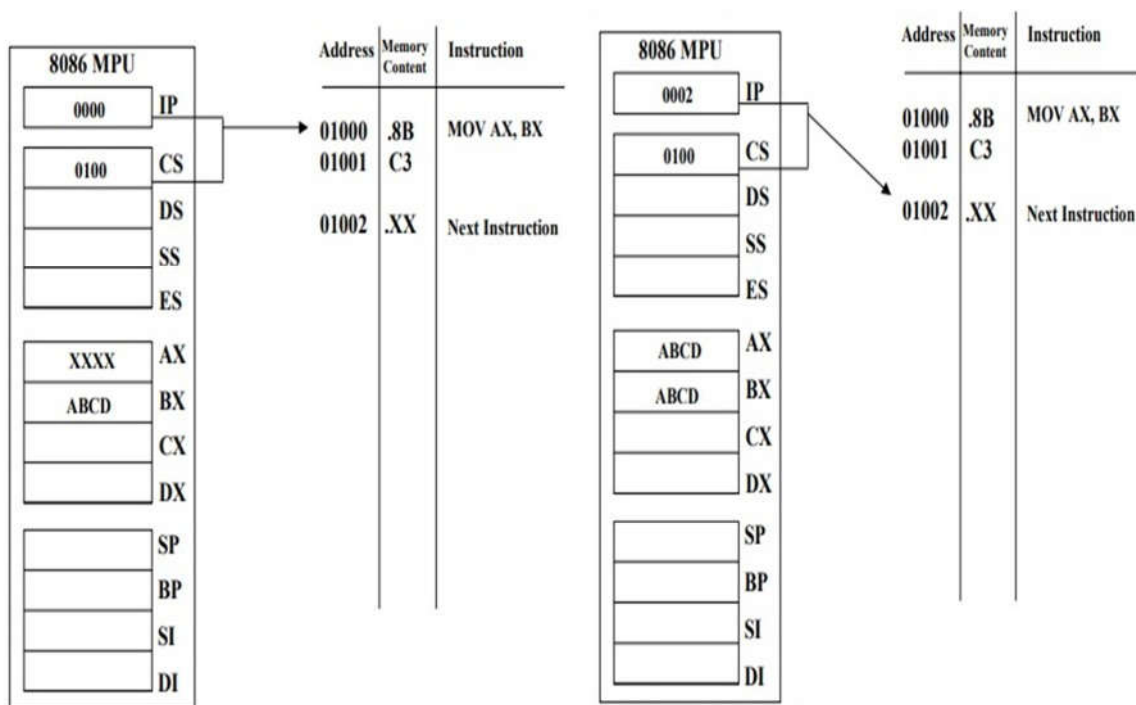 8086 MPU
0000 IP
0100 CS
DS
SS
ES
XXXX AX
ABCD BX
CX
DX
SP
BP
SI
DI
Address Memory Content Instruction
01000 .8B MOV AX, BX
01001 C3
01002 .XX Next Instruction
8086 MPU
0002 IP
0100 CS
DS
SS
ES
ABCD AX
ABCD BX
CX
DX
SP
BP
SI
DI
Address Memory Content Instruction
01000 .8B MOV AX, BX
01001 C3
01002 .XX Next Instruction